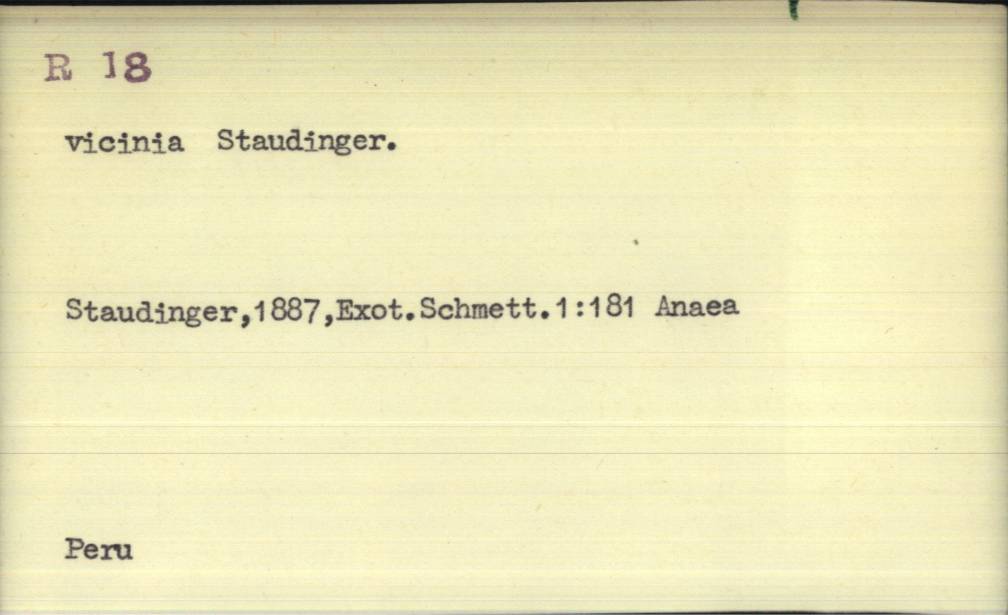 R 18
vicinia Staudinger.
Staudinger,1887,Exot.Schmett.1:181 Anaea
Peru